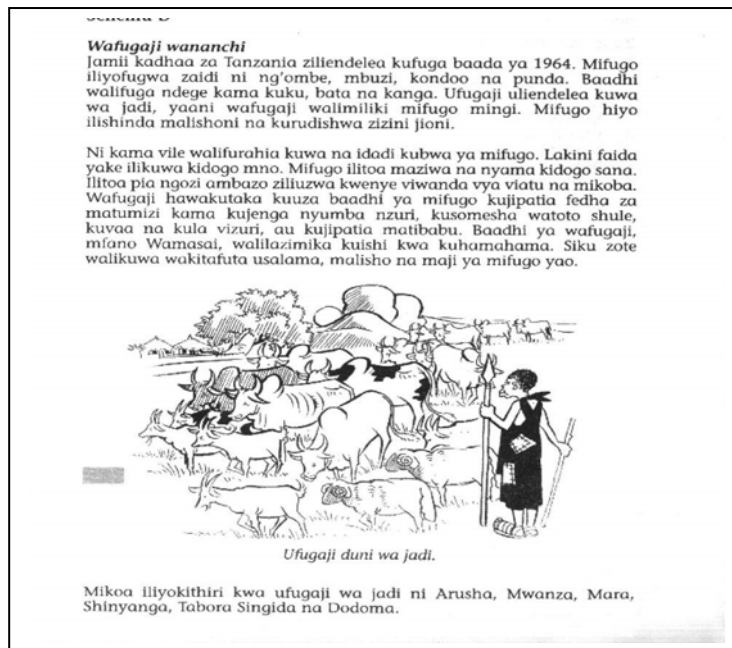 Wafugaji wananchi
Jamii kadhaa za Tanzania ziliendelea kufuga baada ya 1964. Mifugo
iliyofugwa zaidi ni ng'ombe, mbuzi, kondoo na punda. Baadhi
walifuga ndege kama kuku, bata na kanga. Ufugaji uliendelea kuwa
wa jadi, yaani wafugaji walimiliki mifugo mingi. Mifugo hiyo
ilishinda malishoni na kurudishwa zizini jioni.
Ni kama vile walifurahia kuwa na idadi kubwa ya mifugo. Lakini faida
yake ilikuwa kidogo mno. Mifugo ilitoa maziwa na nyama kidogo sana.
Ilitoa pia ngozi ambazo ziliuzwa kwenye viwanda vya viatu na mikoba.
Wafugaji hawakutaka kuuza baadhi ya mifugo kujipatia fedha za
matumizi kama kujenga nyumba nzuri, kusomesha watoto shule,
kuvaa na kula vizuri, au kujipatia matibabu. Baadhi ya wafugaji,
mfano Wamasai, walilazimika kuishi kwa kuhamahama. Siku zote
walikuwa wakitafuta usalama, malisho na maji ya mifugo yao.
Ufugaji duni wa jadi.
Mikoa iliyokithiri kwa ufugaji wa jadi ni Arusha, Mwanza, Mara,
Shinyanga, Tabora Singida na Dodoma.